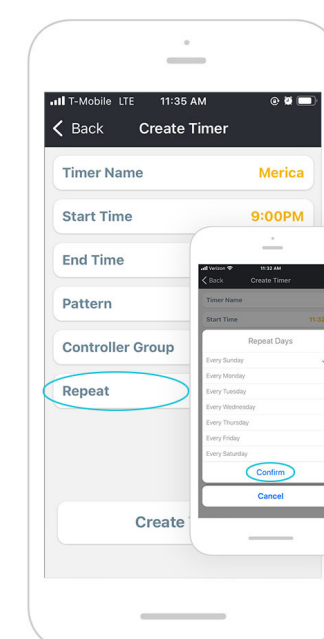 T-Mobile LTE 11:35 AM
Back Create Timer
Timer Name Merica
Start Time 9:00PM
End Time
Pattern
Controller Group
Repeat
Create
Verizon 11:32 AM
Back Create Timer
Timer Name
Start Time 11:32
Repeat Days
Every Sunday
Every Monday
Every Tuesday
Every Wednesday
Every Thursday
Every Friday
Every Saturday
Confirm
Cancel